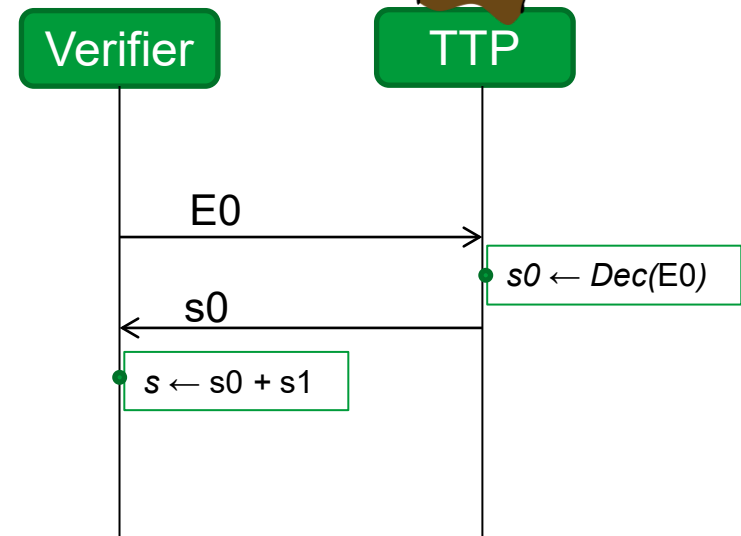 Verifier
TTP
E0
s0 ← Dec(E0)
s0
s ← s0 + s1